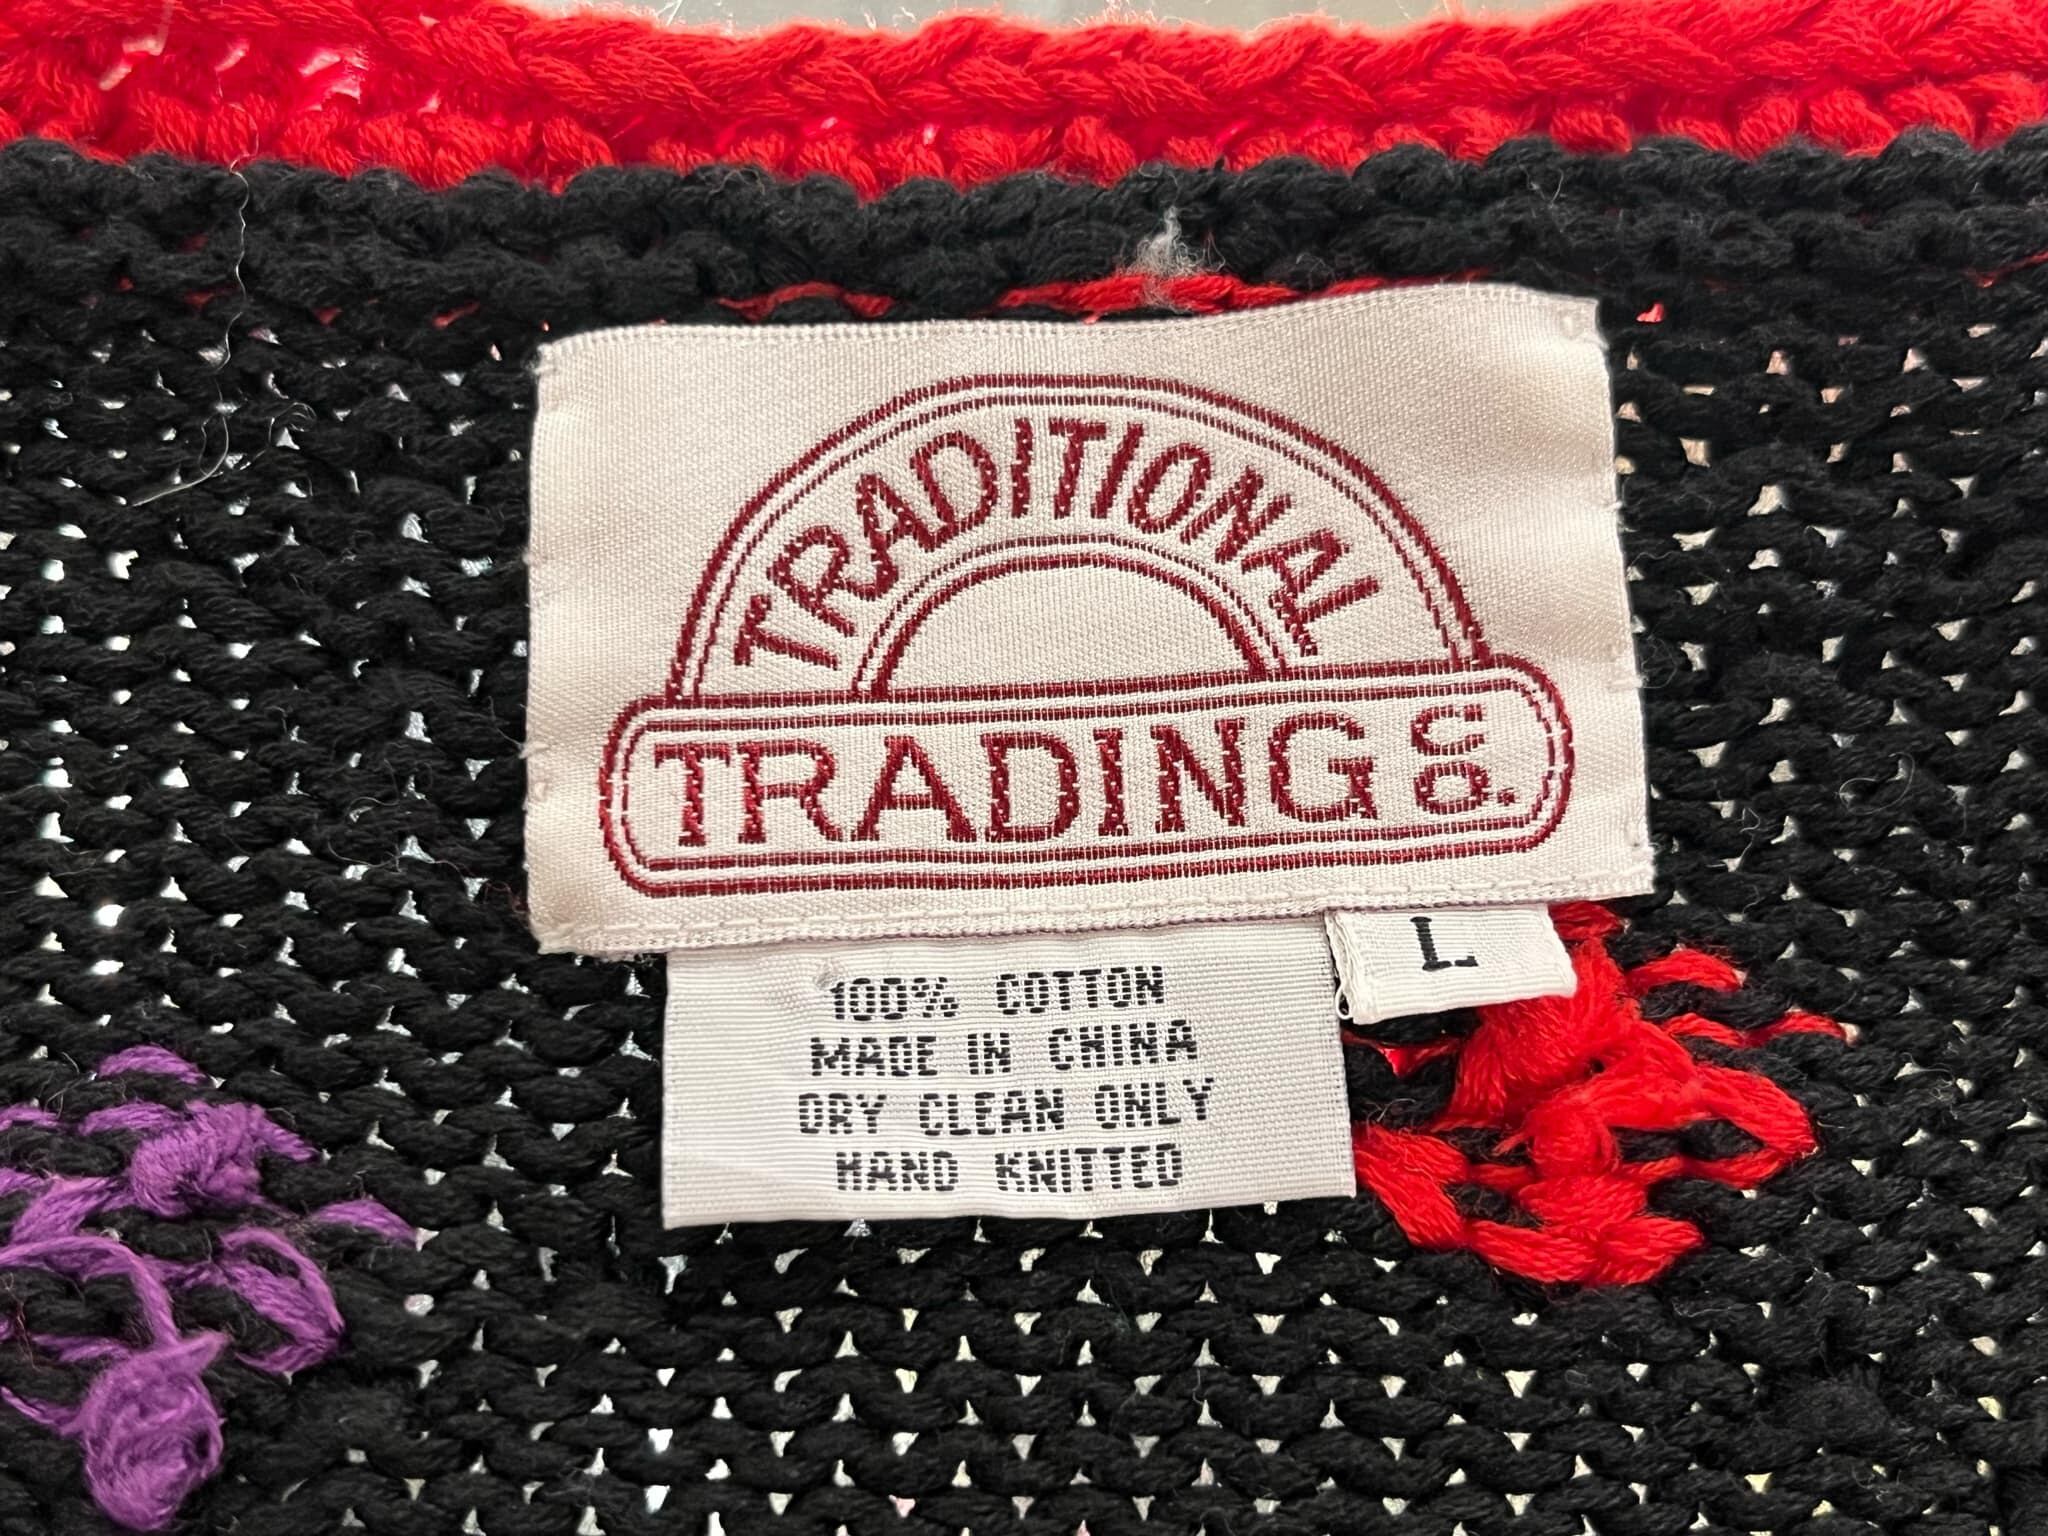 TRADITIONAL
TRADING CO.
L
100% COTTON
MADE IN CHINA
DRY CLEAN ONLY
HAND KNITTED